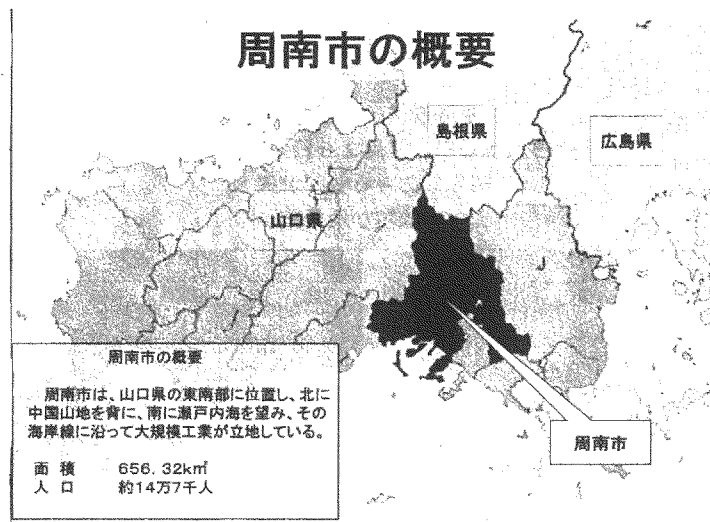 周南市の概要
島根県
広島県
山口県
周南市の概要
周南市は、山口県の東南部に位置し、北に
中国山地を背に、南に瀬戸内海を望み、その
海岸線に沿って大規模工業が立地している。
面 積 656.32k㎡
人 口 約14万7千人
周南市